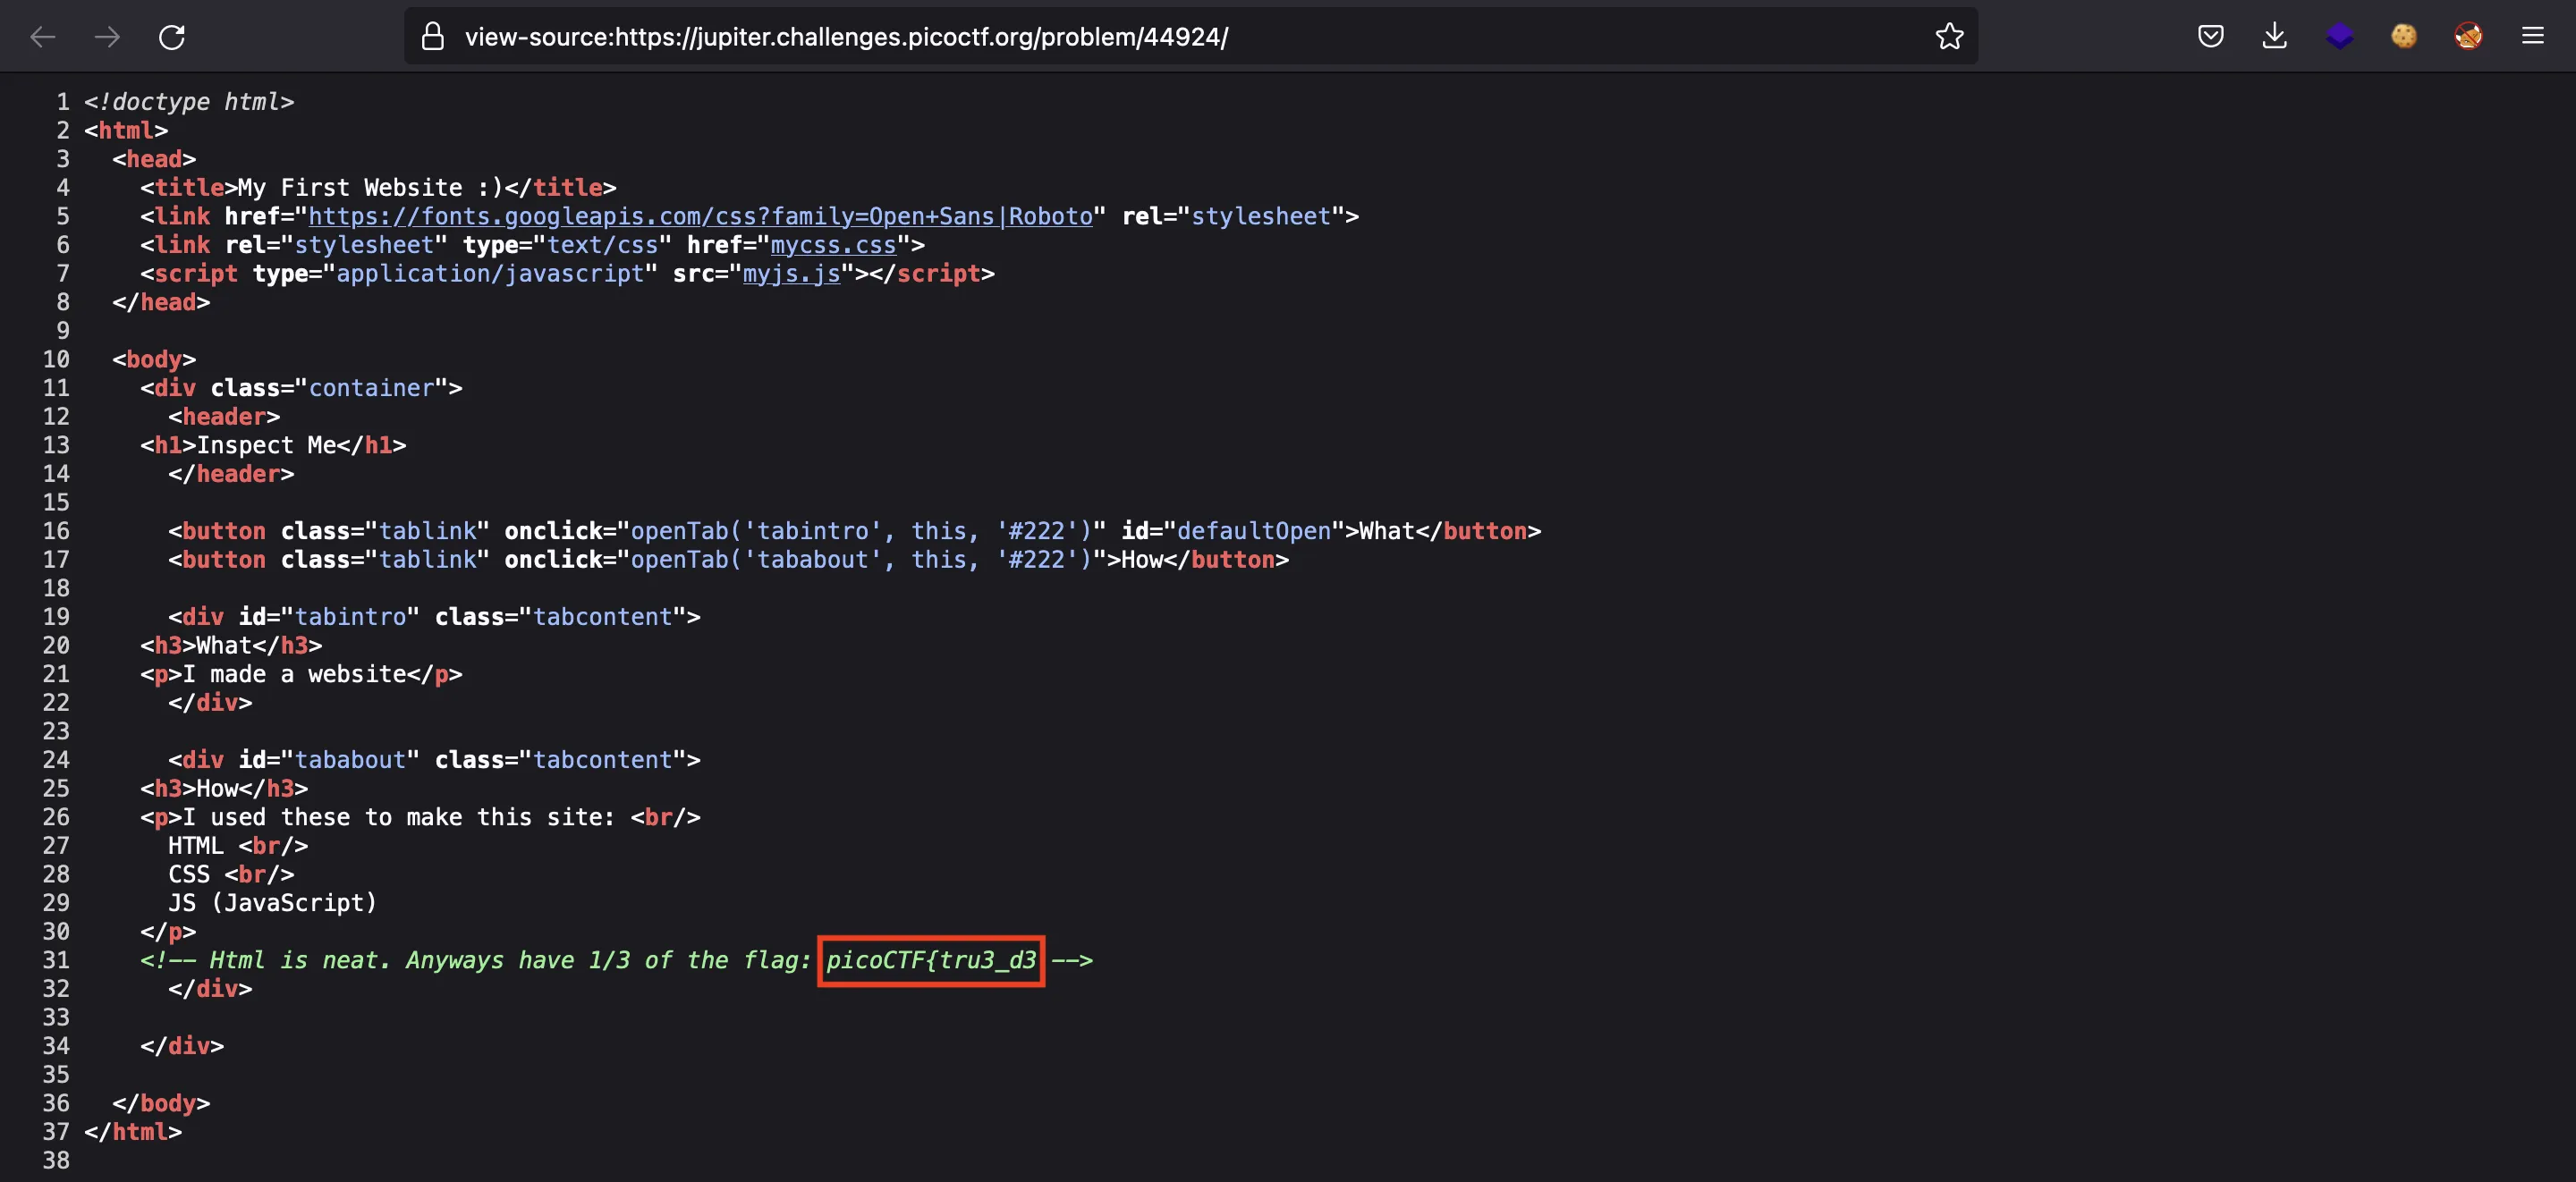 view-source:https://jupiter.challenges.picoctf.org/problem/44924/
1 <!doctype html>
2 <html>
3   <head>
4     <title>My First Website :)</title>
5     <link href="https://fonts.googleapis.com/css?family=Open+Sans|Roboto" rel="stylesheet">
6     <link rel="stylesheet" type="text/css" href="mycss.css">
7     <script type="application/javascript" src="myjs.js"></script>
8   </head>
9
10   <body>
11     <div class="container">
12       <header>
13     <h1>Inspect Me</h1>
14       </header>
15
16       <button class="tablink" onclick="openTab('tabintro', this, '#222')" id="defaultOpen">What</button>
17       <button class="tablink" onclick="openTab('tababout', this, '#222')">How</button>
18
19       <div id="tabintro" class="tabcontent">
20     <h3>What</h3>
21     <p>I made a website</p>
22       </div>
23
24       <div id="tababout" class="tabcontent">
25     <h3>How</h3>
26     <p>I used these to make this site: <br/>
27       HTML <br/>
28       CSS <br/>
29       JS (JavaScript)
30     </p>
31     <!-- Html is neat. Anyways have 1/3 of the flag: picoCTF{tru3_d3 -->
32       </div>
33
34     </div>
35
36   </body>
37 </html>
38